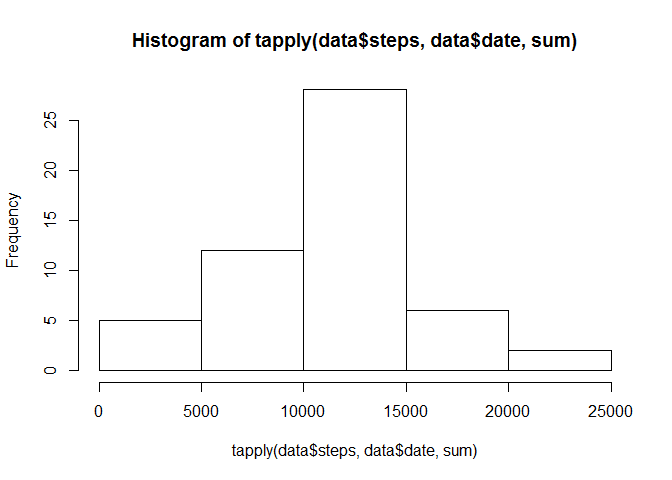 Histogram of tapply(data$steps, data$date, sum)
Frequency
25
20
15
10
5
0
0 5000 10000 15000 20000 25000
tapply(data$steps, data$date, sum)